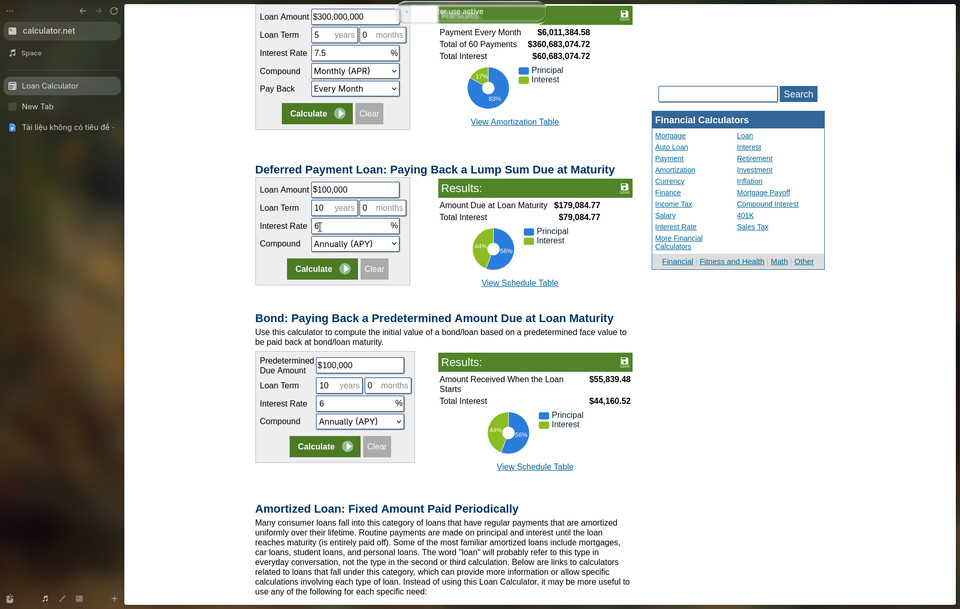 calculator.net
Space
Loan Calculator
New Tab
Tài liệu không có tiêu đề -
use active
Loan Amount $300,000,000
Loan Term 5 years 0 months
Interest Rate 7.5 %
Compound Monthly (APR)
Pay Back Every Month
Calculate Clear
Results:
Payment Every Month $6,011,384.58
Total of 60 Payments $360,683,074.72
Total Interest $60,683,074.72
17%
83%
Principal
Interest
View Amortization Table
Deferred Payment Loan: Paying Back a Lump Sum Due at Maturity
Loan Amount $100,000
Loan Term 10 years 0 months
Interest Rate 6 %
Compound Annually (APY)
Calculate Clear
Results:
Amount Due at Loan Maturity $179,084.77
Total Interest $79,084.77
44%
56%
Principal
Interest
View Schedule Table
Bond: Paying Back a Predetermined Amount Due at Loan Maturity
Use this calculator to compute the initial value of a bond/loan based on a predetermined face value to
be paid back at bond/loan maturity.
Predetermined
Due Amount $100,000
Loan Term 10 years 0 months
Interest Rate 6 %
Compound Annually (APY)
Calculate Clear
Results:
Amount Received When the Loan
Starts $55,839.48
Total Interest $44,160.52
44%
56%
Principal
Interest
View Schedule Table
Amortized Loan: Fixed Amount Paid Periodically
Many consumer loans fall into this category of loans that have regular payments that are amortized
uniformly over their lifetime. Routine payments are made on principal and interest until the loan
reaches maturity (is entirely paid off). Some of the most familiar amortized loans include mortgages,
car loans, student loans, and personal loans. The word "loan" will probably refer to this type in
everyday conversation, not the type in the second or third calculation. Below are links to calculators
related to loans that fall under this category, which can provide more information or allow specific
calculations involving each type of loan. Instead of using this Loan Calculator, it may be more useful to
use any of the following for each specific need:
Search
Financial Calculators
Mortgage Loan
Auto Loan Interest
Payment Retirement
Amortization Investment
Currency Inflation
Finance Mortgage Payoff
Income Tax Compound Interest
Salary 401K
Interest Rate Sales Tax
More Financial
Calculators
Financial | Fitness and Health | Math | Other